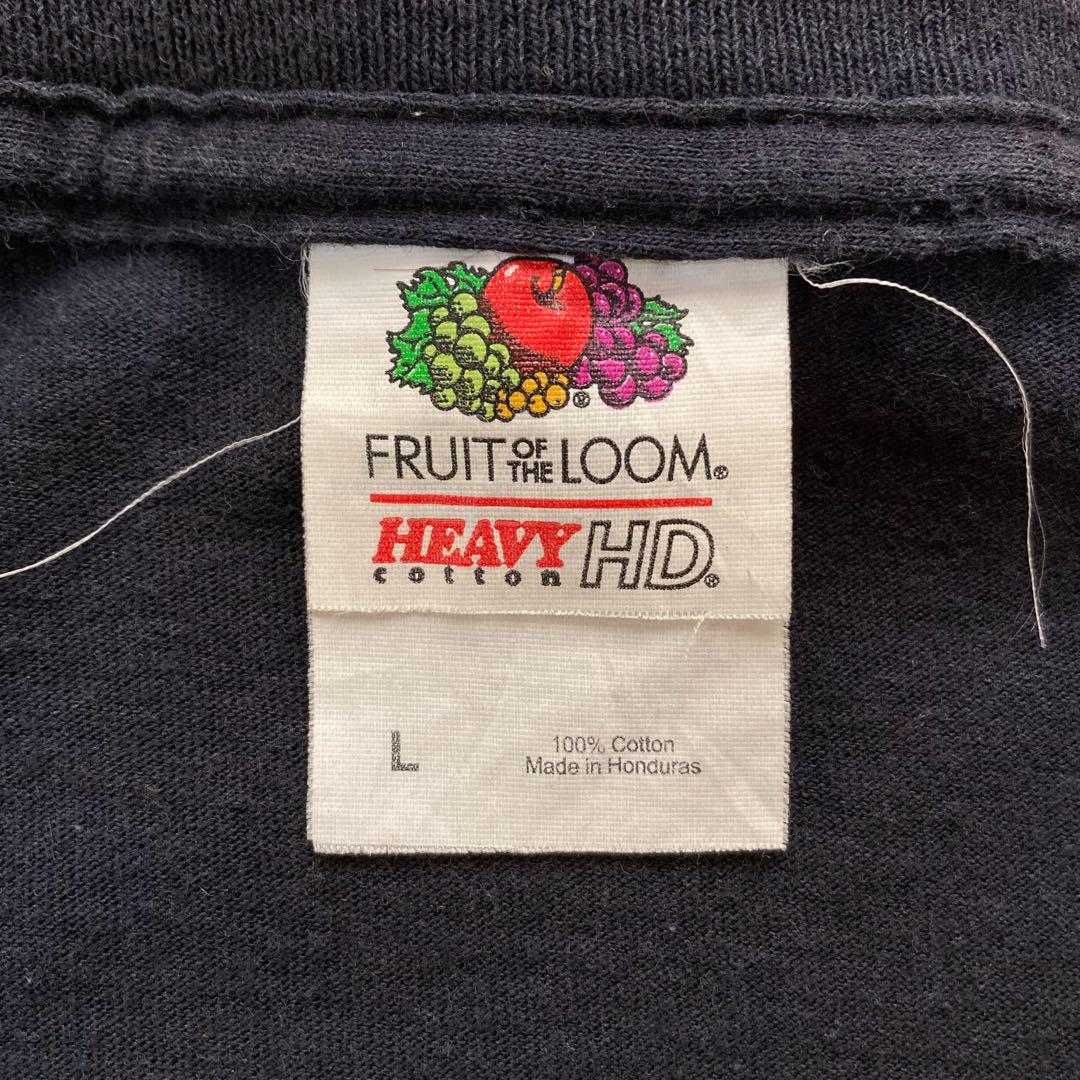 ®
FRUIT OF THE LOOM®
HEAVY HD®
cotton
L
100% Cotton
Made in Honduras